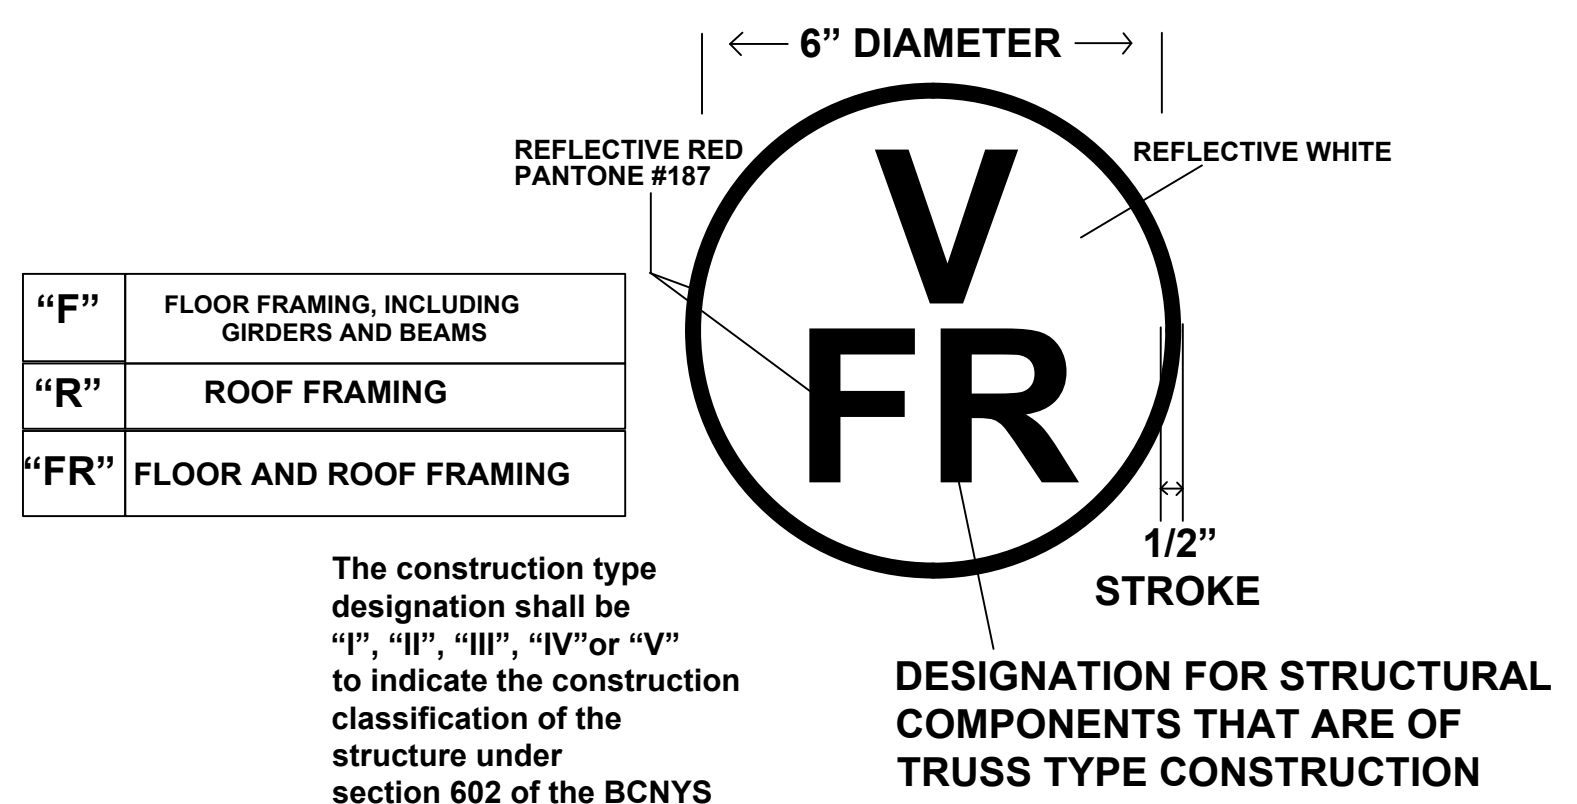 6” DIAMETER
REFLECTIVE RED
PANTONE #187
REFLECTIVE WHITE
V
FR
“F” FLOOR FRAMING, INCLUDING
GIRDERS AND BEAMS
“R” ROOF FRAMING
“FR” FLOOR AND ROOF FRAMING
1/2”
STROKE
The construction type
designation shall be
“I”, “II”, “III”, “IV”or “V”
to indicate the construction
classification of the
structure under
section 602 of the BCNYS
DESIGNATION FOR STRUCTURAL
COMPONENTS THAT ARE OF
TRUSS TYPE CONSTRUCTION